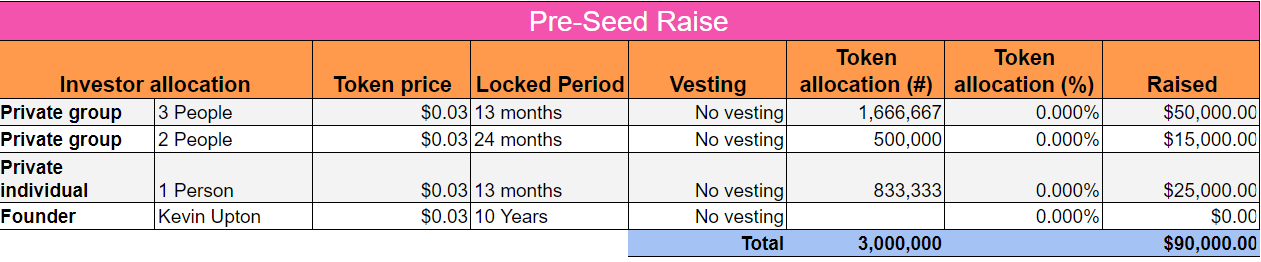 Pre-Seed Raise
Investor allocation Token price Locked Period Vesting Token allocation (#) Token allocation (%) Raised
Private group 3 People $0.03 13 months No vesting 1,666,667 0.000% $50,000.00
Private group 2 People $0.03 24 months No vesting 500,000 0.000% $15,000.00
Private individual 1 Person $0.03 13 months No vesting 833,333 0.000% $25,000.00
Founder Kevin Upton $0.03 10 Years No vesting 0.000% $0.00
Total 3,000,000 $90,000.00